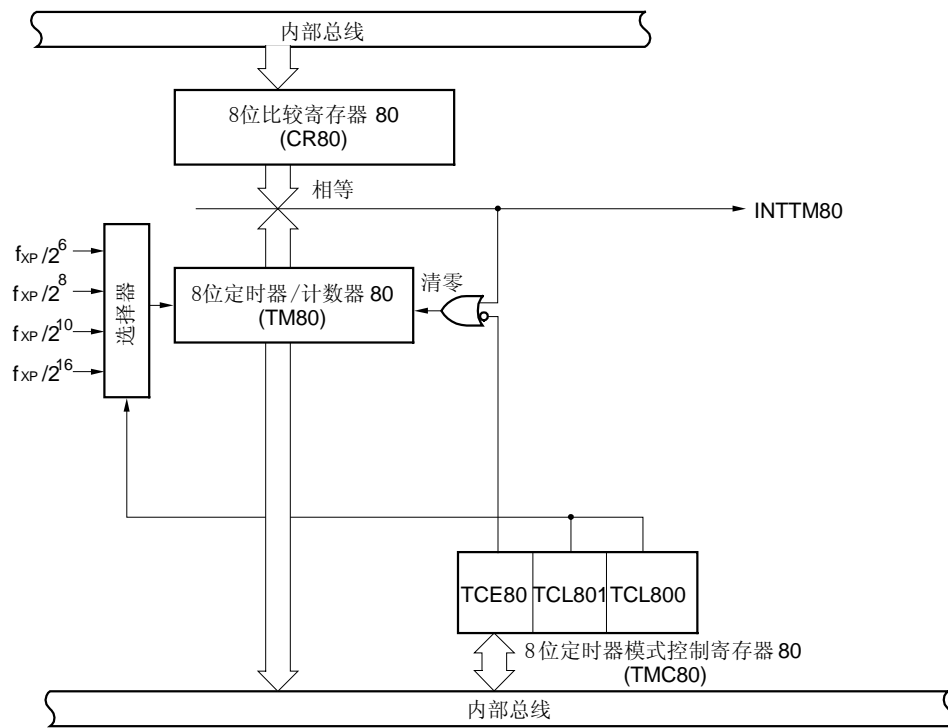 内部总线
8位比较寄存器 80
(CR80)
相等
INTTM80
fXP/2^6
fXP/2^8
fXP/2^10
fXP/2^16
选择器
8位定时器/计数器 80
(TM80)
清零
TCE80 TCL801 TCL800
8位定时器模式控制寄存器 80
(TMC80)
内部总线